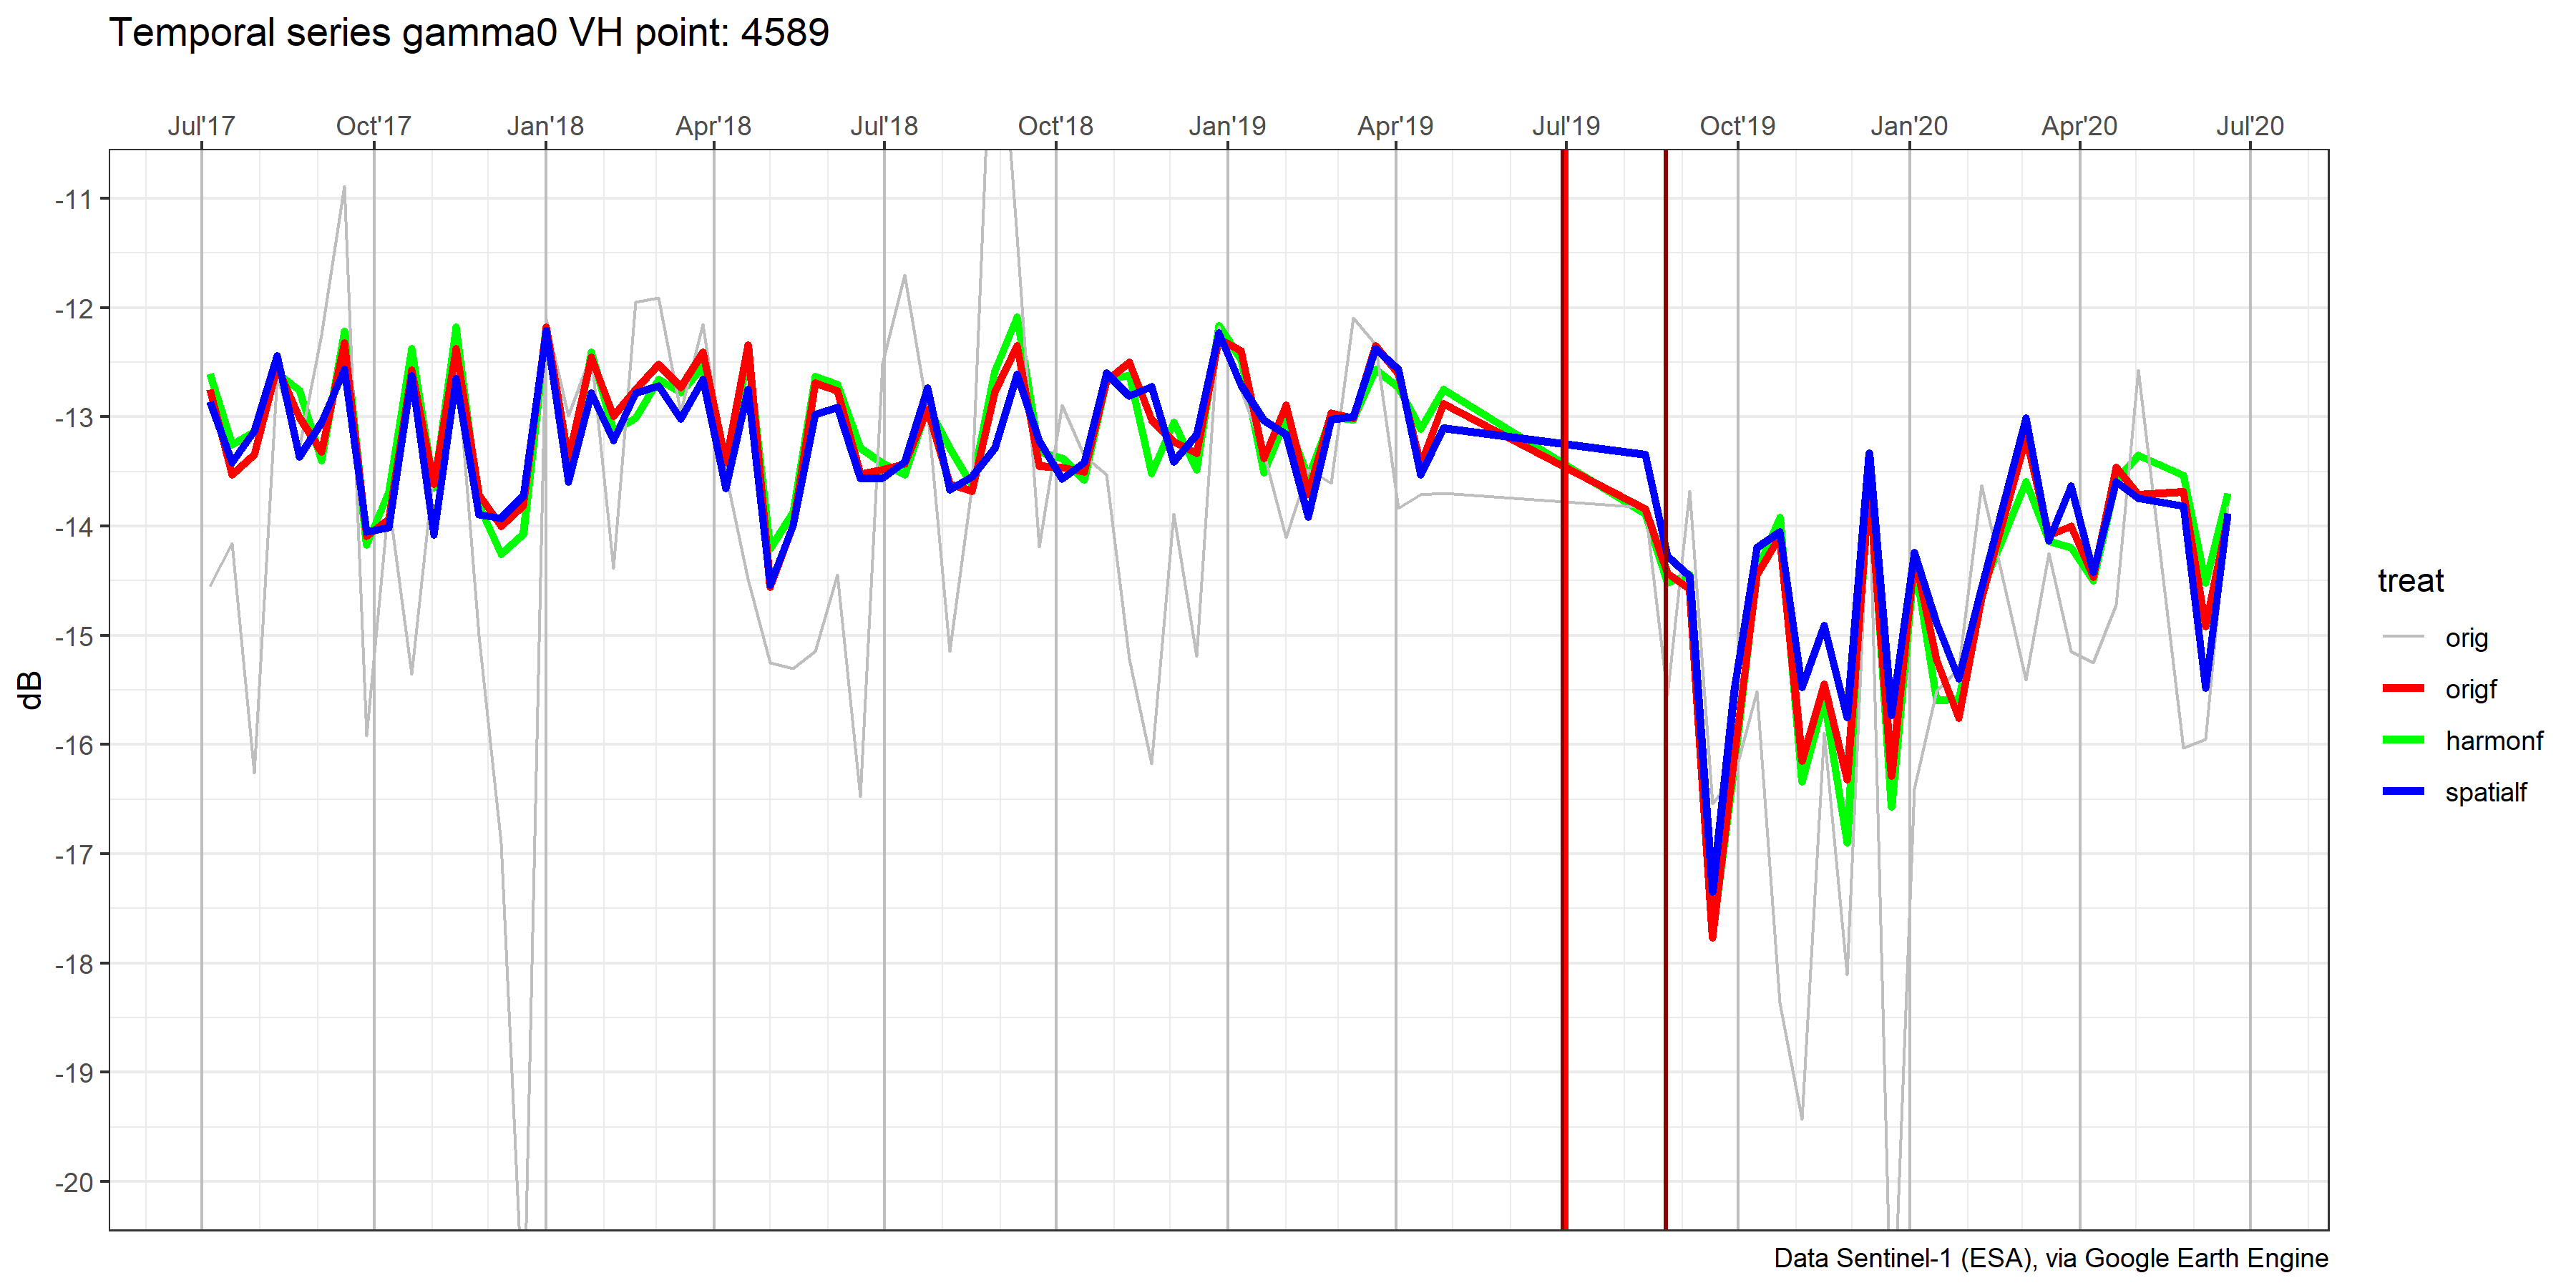 Temporal series gamma0 VH point: 4589
Jul'17 Oct'17 Jan'18 Apr'18 Jul'18 Oct'18 Jan'19 Apr'19 Jul'19 Oct'19 Jan'20 Apr'20 Jul'20
-11
-12
-13
-14
-15
-16
-17
-18
-19
-20
dB
treat
orig
origf
harmonf
spatialf
Data Sentinel-1 (ESA), via Google Earth Engine